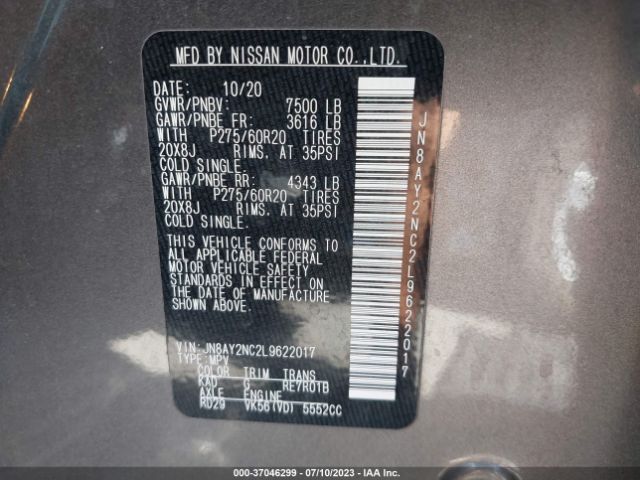 MFD BY NISSAN MOTOR CO.,LTD.
DATE: 10/20
GVWR/PNBV: 7500 LB
GAWR/PNBE FR: 3616 LB
WITH P275/60R20 TIRES
20X8J RIMS. AT 35PSI
COLD SINGLE.
GAWR/PNBE RR: 4343 LB
WITH P275/60R20 TIRES
20X8J RIMS. AT 35PSI
COLD SINGLE.
THIS VEHICLE CONFORMS TO
ALL APPLICABLE FEDERAL
MOTOR VEHICLE SAFETY
STANDARDS IN EFFECT ON
THE DATE OF MANUFACTURE
SHOWN ABOVE.
VIN:JN8AY2NC2L9622017
TYPE:MPV
COLOR TRIM TRANS
KAD G RE7R01B
AXLE ENGINE
RD29 VK56(VD) 5552CC
JN8AY2NC2L9622017
000-37046299 - 07/10/2023 - IAA Inc.